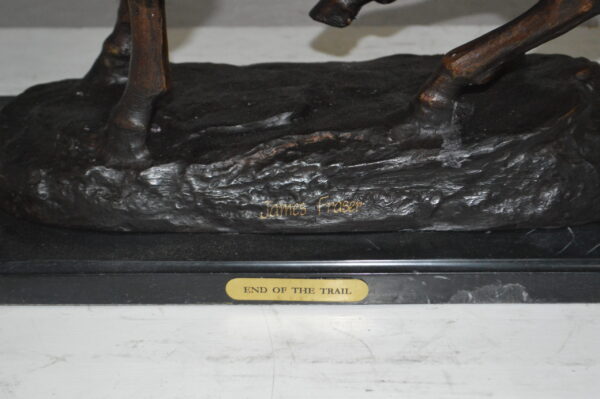 James Fraser
END OF THE TRAIL